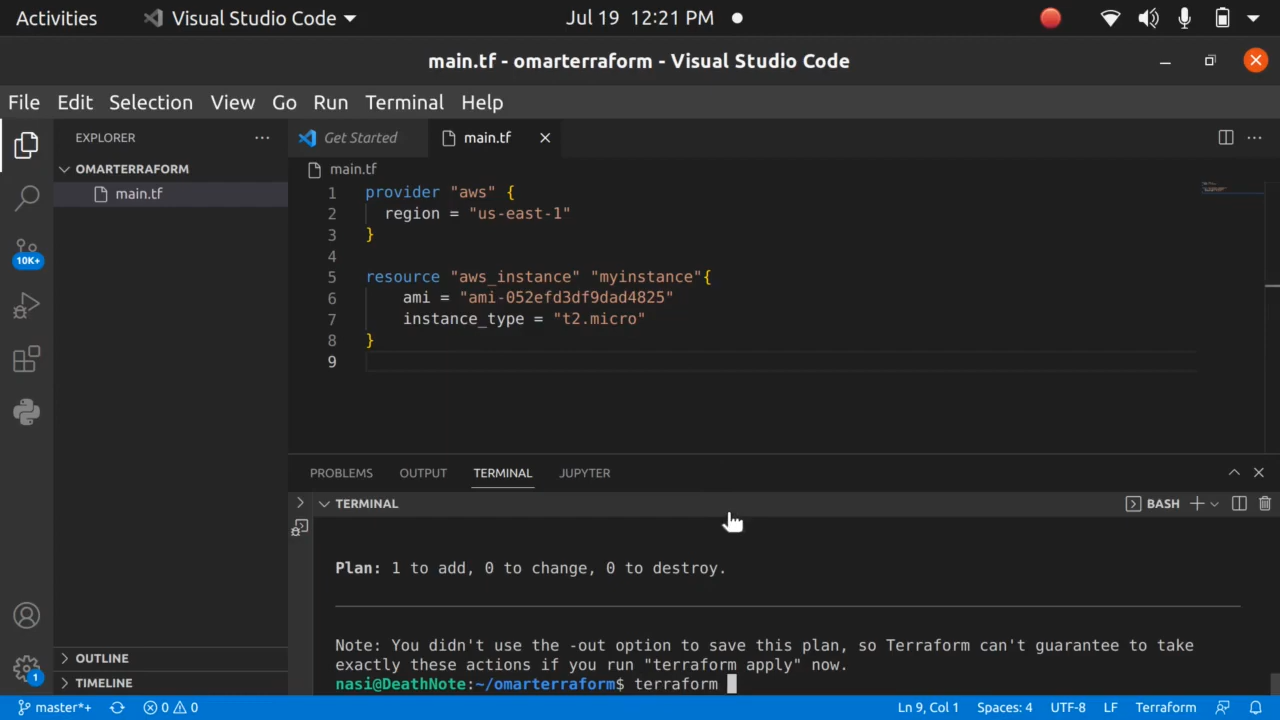 Activities
Visual Studio Code
Jul 19 12:21 PM
main.tf - omarterraform - Visual Studio Code
File Edit Selection View Go Run Terminal Help
EXPLORER
Get Started
main.tf
OMARTERRAFORM
main.tf
main.tf
1 provider "aws" {
2 region = "us-east-1"
3 }
4
5 resource "aws_instance" "myinstance"{
6 ami = "ami-052efd3df9dad4825"
7 instance_type = "t2.micro"
8 }
9
10K+
PROBLEMS OUTPUT TERMINAL JUPYTER
TERMINAL
BASH
Plan: 1 to add, 0 to change, 0 to destroy.
Note: You didn't use the -out option to save this plan, so Terraform can't guarantee to take
exactly these actions if you run "terraform apply" now.
nasi@DeathNote:~/omarterraform$ terraform
OUTLINE
1
TIMELINE
master*+ 0 0 Ln 9, Col 1 Spaces: 4 UTF-8 LF Terraform